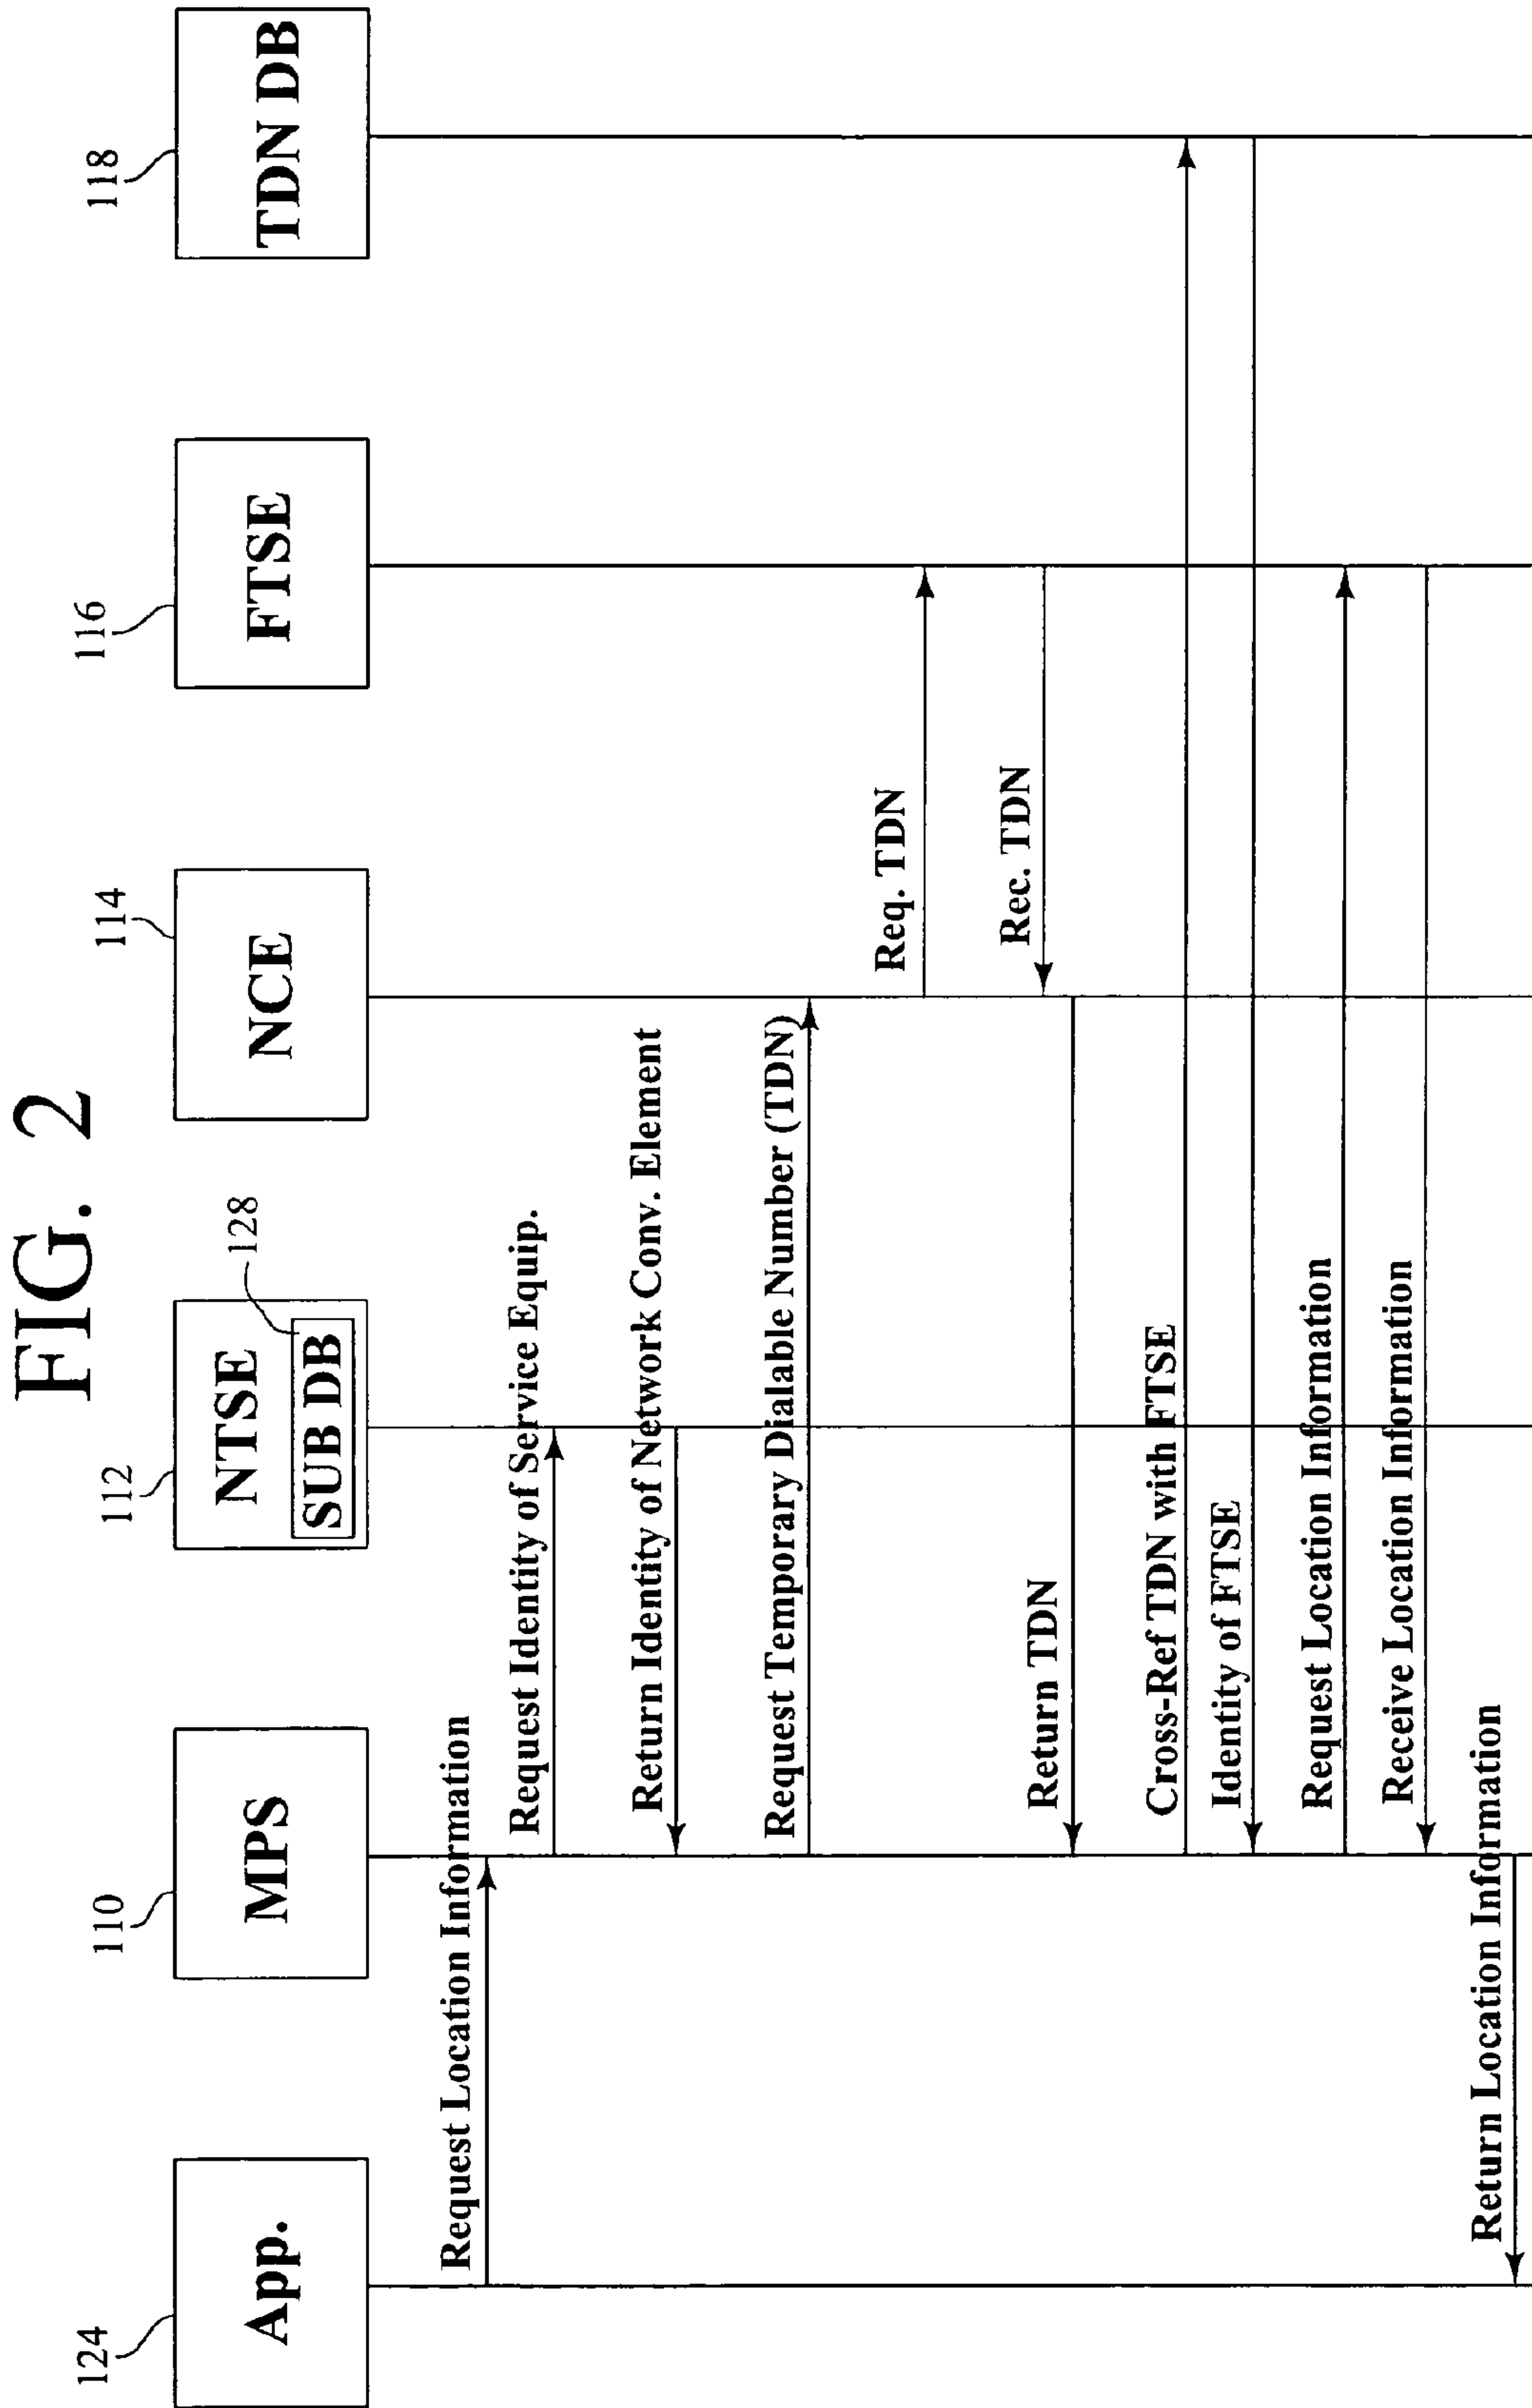 FIG. 2
124
110
112
128
114
116
118
App.
MPS
NTSE
SUB DB
NCE
FTSE
TDN DB
Request Location Information
Request Identity of Service Equip.
Return Identity of Network Conv. Element
Request Temporary Dialable Number (TDN)
Req. TDN
Rec. TDN
Return TDN
Cross-Ref TDN with FTSE
Identity of FTSE
Request Location Information
Receive Location Information
Return Location Information